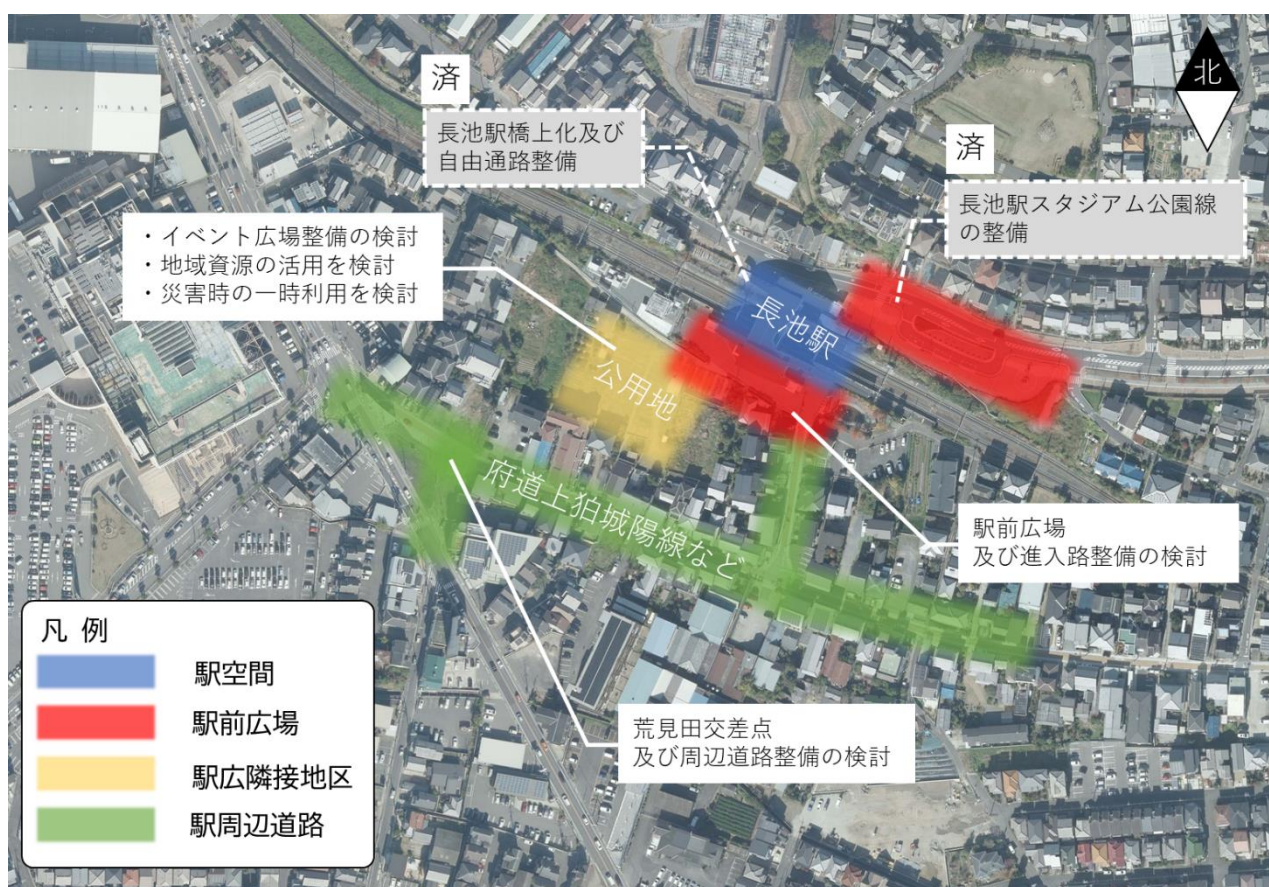 済
長池駅橋上化及び
自由通路整備
北
済
長池駅スタジアム公園線
の整備
・イベント広場整備の検討
・地域資源の活用を検討
・災害時の一時利用を検討
長池駅
公用地
府道上狛城陽線など
駅前広場
及び進入路整備の検討
荒見田交差点
及び周辺道路整備の検討
凡 例
駅空間
駅前広場
駅広隣接地区
駅周辺道路